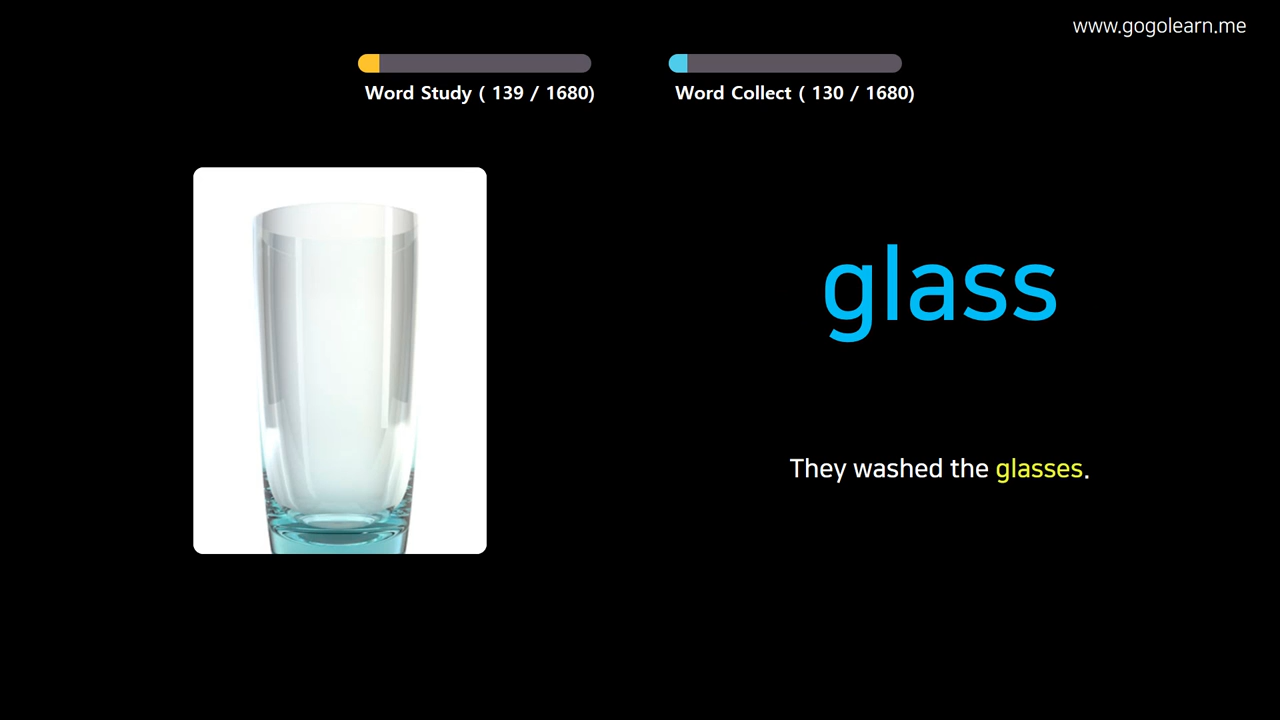 www.gogolearn.me
Word Study ( 139 / 1680)
Word Collect ( 130 / 1680)
glass
They washed the glasses.